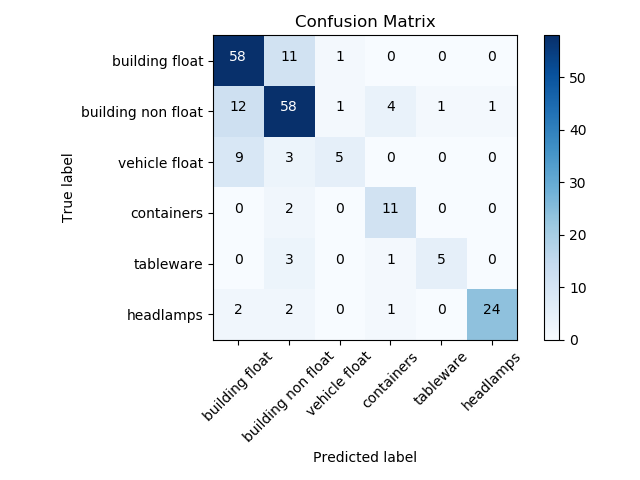 Confusion Matrix
True label
building float 58 11 1 0 0 0
building non float 12 58 1 4 1 1
vehicle float 9 3 5 0 0 0
containers 0 2 0 11 0 0
tableware 0 3 0 1 5 0
headlamps 2 2 0 1 0 24
building float
building non float
vehicle float
containers
tableware
headlamps
Predicted label
50
40
30
20
10
0